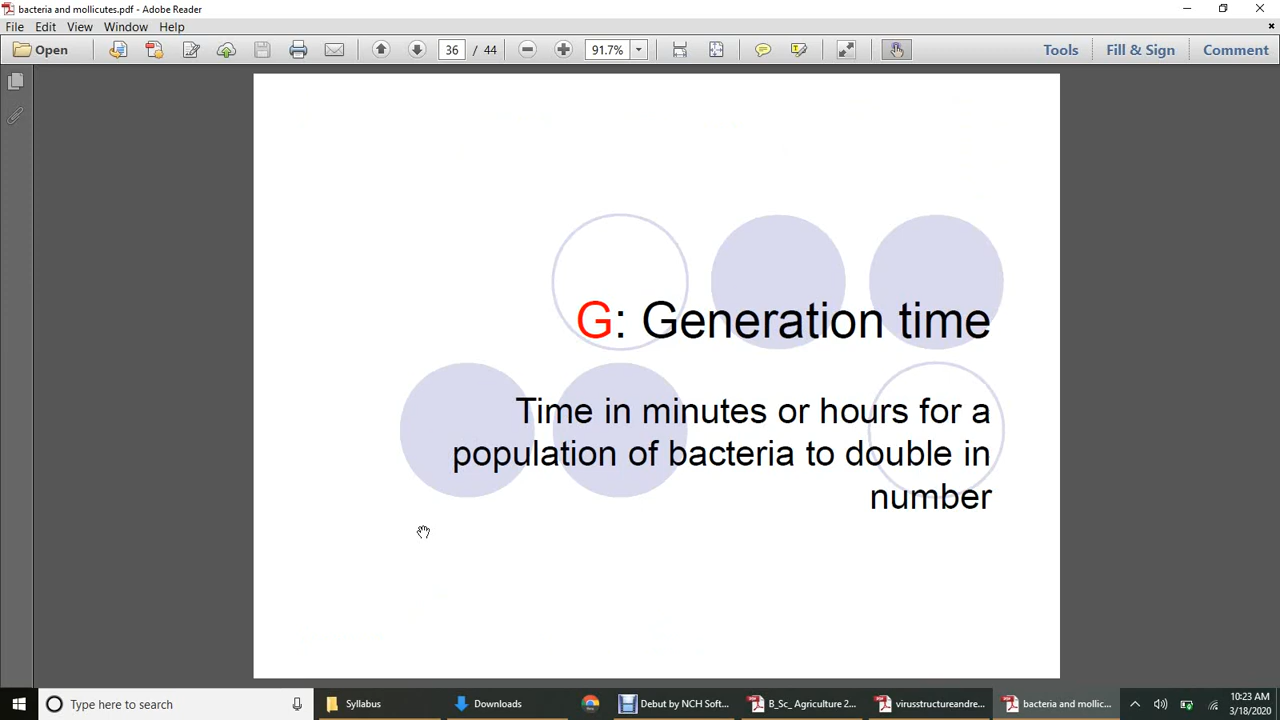 bacteria and mollicutes.pdf - Adobe Reader
File Edit View Window Help
Open 36 / 44 91.7% Tools Fill & Sign Comment
G: Generation time
Time in minutes or hours for a
population of bacteria to double in
number
Type here to search Syllabus Downloads Debut by NCH Soft... B_Sc_ Agriculture 2... virusstructureandre... bacteria and mollic... 10:23 AM
3/18/2020